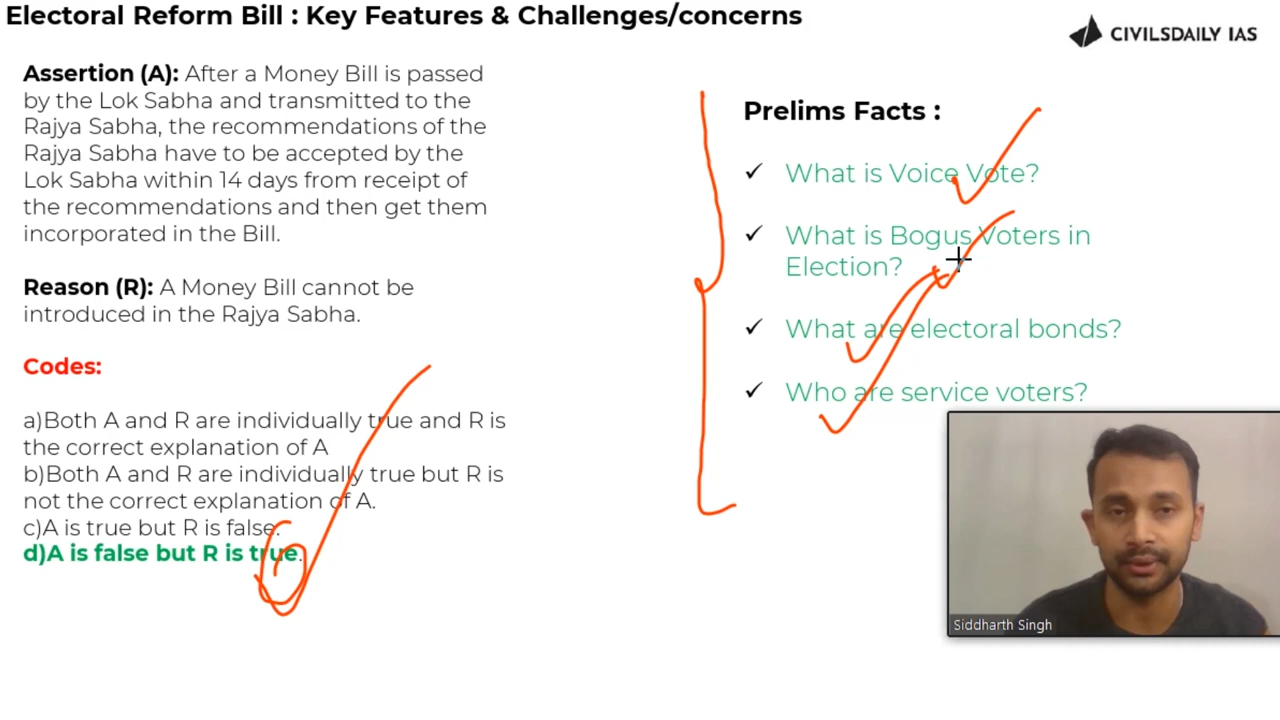 Electoral Reform Bill : Key Features & Challenges/concerns
CIVILSDAILY IAS
Assertion (A): After a Money Bill is passed
by the Lok Sabha and transmitted to the
Rajya Sabha, the recommendations of the
Rajya Sabha have to be accepted by the
Lok Sabha within 14 days from receipt of
the recommendations and then get them
incorporated in the Bill.
Reason (R): A Money Bill cannot be
introduced in the Rajya Sabha.
Codes:
a)Both A and R are individually true and R is
the correct explanation of A
b)Both A and R are individually true but R is
not the correct explanation of A.
c)A is true but R is false.
d)A is false but R is true.
Prelims Facts :
✓ What is Voice Vote?
✓ What is Bogus Voters in
Election?
✓ What are electoral bonds?
✓ Who are service voters?
Siddharth Singh